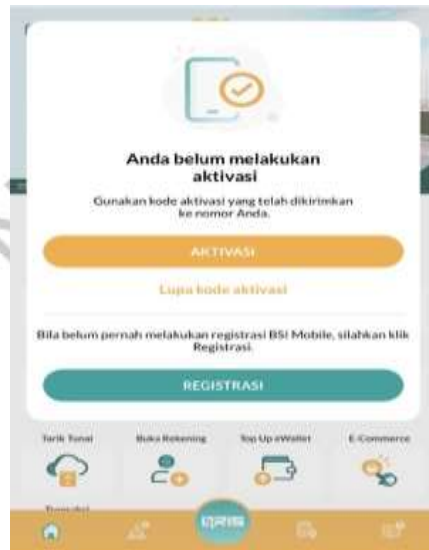 Anda belum melakukan
aktivasi
Gunakan kode aktivasi yang telah dikirimkan
ke nomor Anda.
AKTIVASI
Lupa kode aktivasi
Bila belum pernah melakukan registrasi BSI Mobile, silahkan klik
Registrasi.
REGISTRASI
Tarik Tunai Buka Rekening Top Up eWallet E-Commerce
QRIS